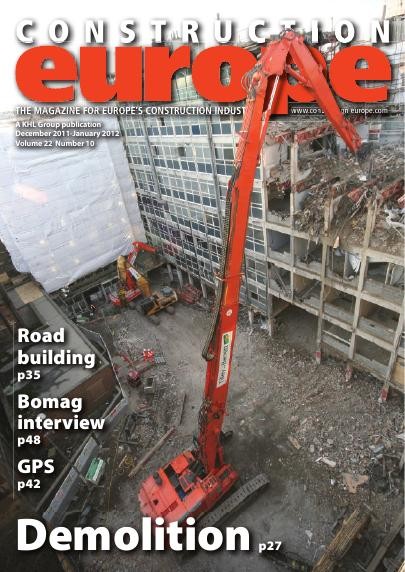 CONSTRUCTION
europe
THE MAGAZINE FOR EUROPE'S CONSTRUCTION
A KHL Group publication
December 2011-January 2012
Volume 22 Number 10
Road
building
p35
Bomag
interview
p48
GPS
p42
Demolition p27